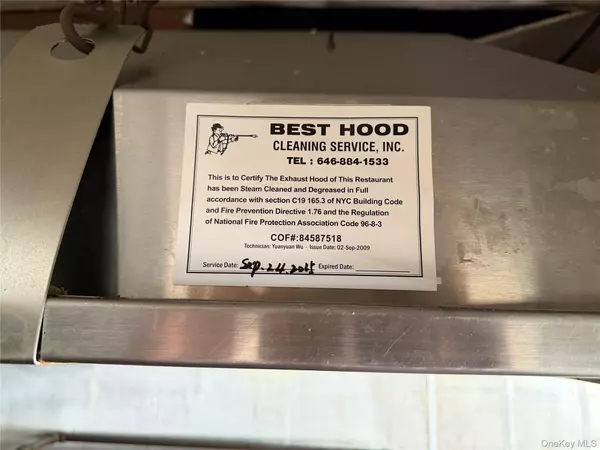 BEST HOOD
CLEANING SERVICE, INC.
TEL : 646-884-1533
This is to Certify The Exhaust Hood of This Restaurant
has been Steam Cleaned and Degreased in Full
accordance with section C19 165.3 of NYC Building Code
and Fire Prevention Directive 1.76 and the Regulation
of National Fire Protection Association Code 96-8-3
COF#:84587518
Technician: Yuanyuan Wu - Issue Date: 02-Sep-2009
Service Date: Sep. 24. 2025 Expired Date:
OneKey MLS